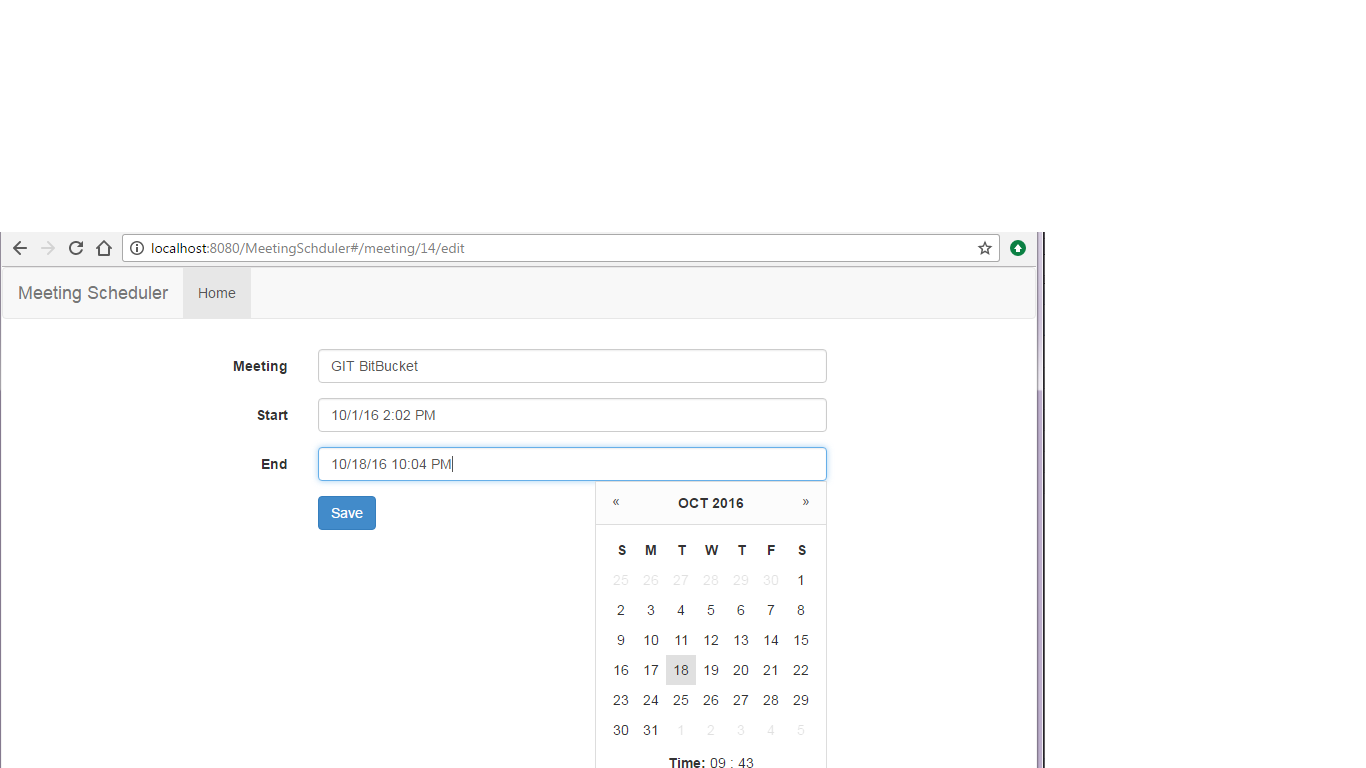 localhost:8080/MeetingSchduler#/meeting/14/edit
Meeting Scheduler Home
Meeting GIT BitBucket
Start 10/1/16 2:02 PM
End 10/18/16 10:04 PM
Save
« OCT 2016 »
S M T W T F S
25 26 27 28 29 30 1
2 3 4 5 6 7 8
9 10 11 12 13 14 15
16 17 18 19 20 21 22
23 24 25 26 27 28 29
30 31 1 2 3 4 5
Time: 09 : 43